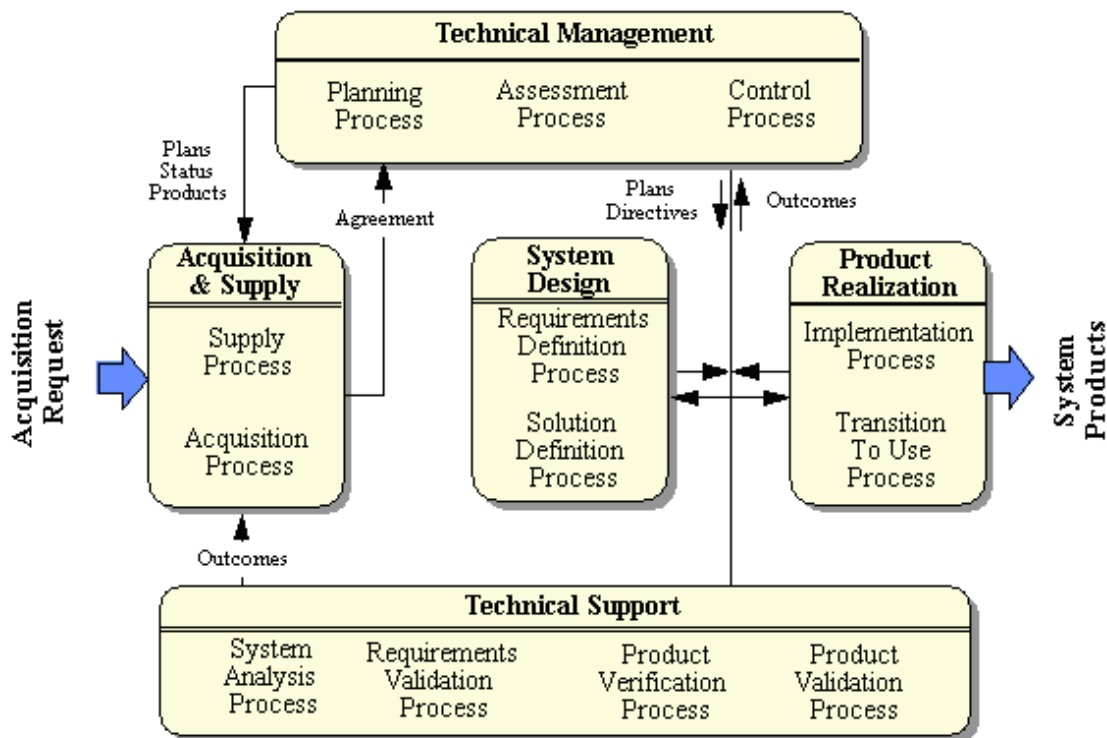 Technical Management
Planning
Process
Assessment
Process
Control
Process
Plans
Status
Products
Agreement
Plans
Directives
Outcomes
Acquisition
& Supply
Supply
Process
Acquisition
Process
System
Design
Requirements
Definition
Process
Solution
Definition
Process
Product
Realization
Implementation
Process
Transition
To Use
Process
Acquisition
Request
System
Products
Outcomes
Technical Support
System
Analysis
Process
Requirements
Validation
Process
Product
Verification
Process
Product
Validation
Process